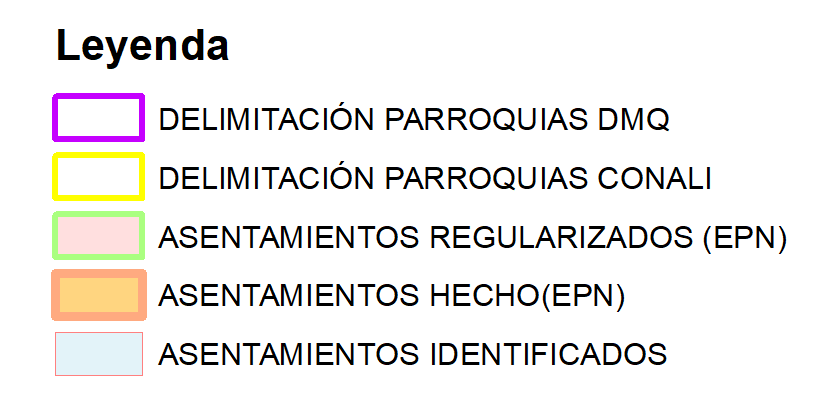 Leyenda
DELIMITACIÓN PARROQUIAS DMQ
DELIMITACIÓN PARROQUIAS CONALI
ASENTAMIENTOS REGULARIZADOS (EPN)
ASENTAMIENTOS HECHO(EPN)
ASENTAMIENTOS IDENTIFICADOS